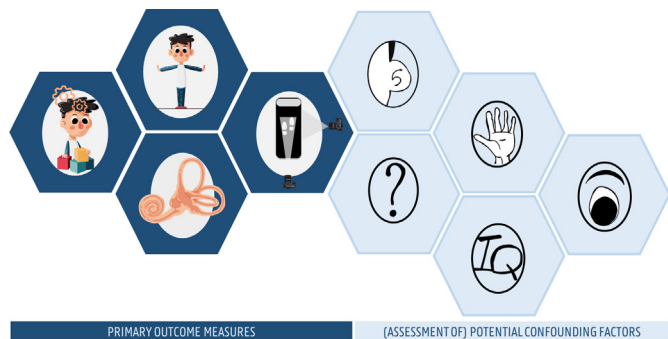 ?
IQ
PRIMARY OUTCOME MEASURES
(ASSESSMENT OF) POTENTIAL CONFOUNDING FACTORS